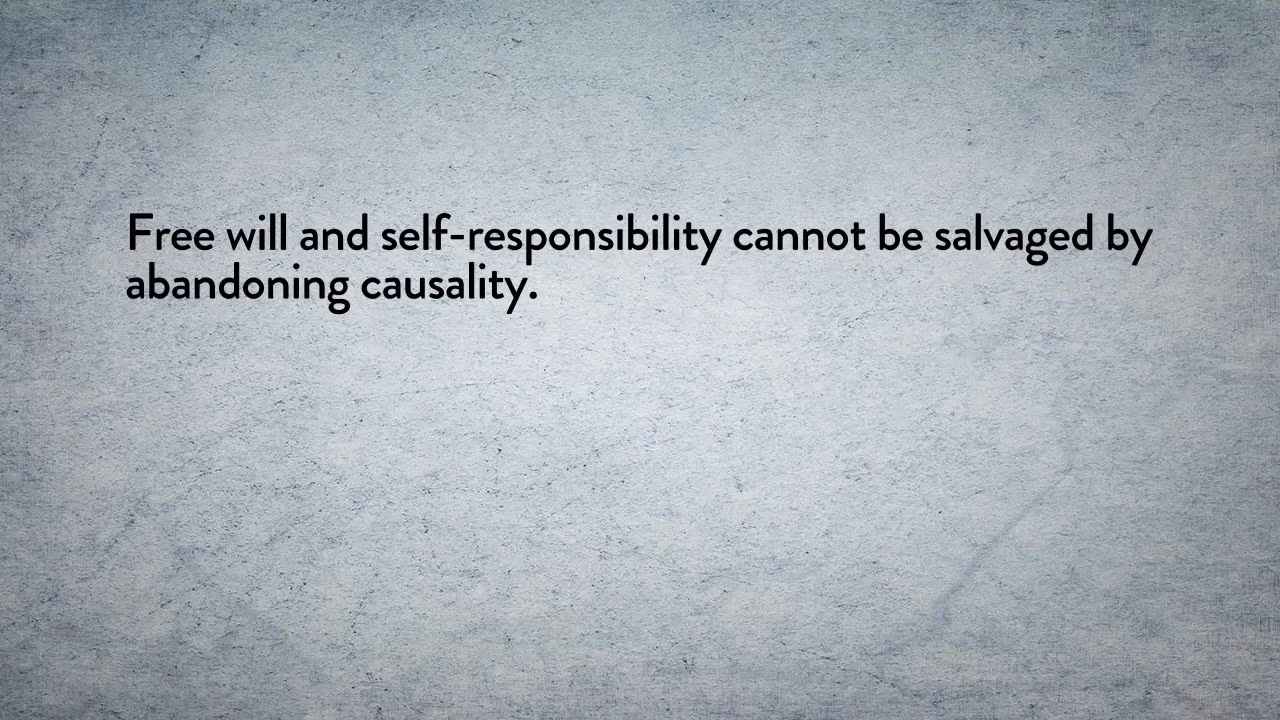 Free will and self-responsibility cannot be salvaged by
abandoning causality.